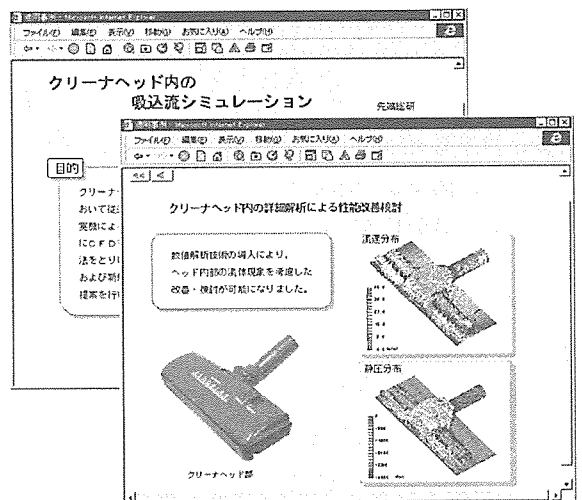 ファイル(F) 編集(E) 表示(V) 移動(G) お気に入り(A) ヘルプ(H)
クリーナヘッド内の
吸込流シミュレーション
先端総研
目的
クリーナ
おいて従
実験によ
にCFD
法をとり
および新
提案を行
ファイル(F) 編集(E) 表示(V) 移動(G) お気に入り(A) ヘルプ(H)
クリーナヘッド内の詳細解析による性能改善検討
数値解析技術の導入により,
ヘッド内部の流体現象を考慮した
改善・検討が可能になりました。
流速分布
静圧分布
クリーナヘッド部